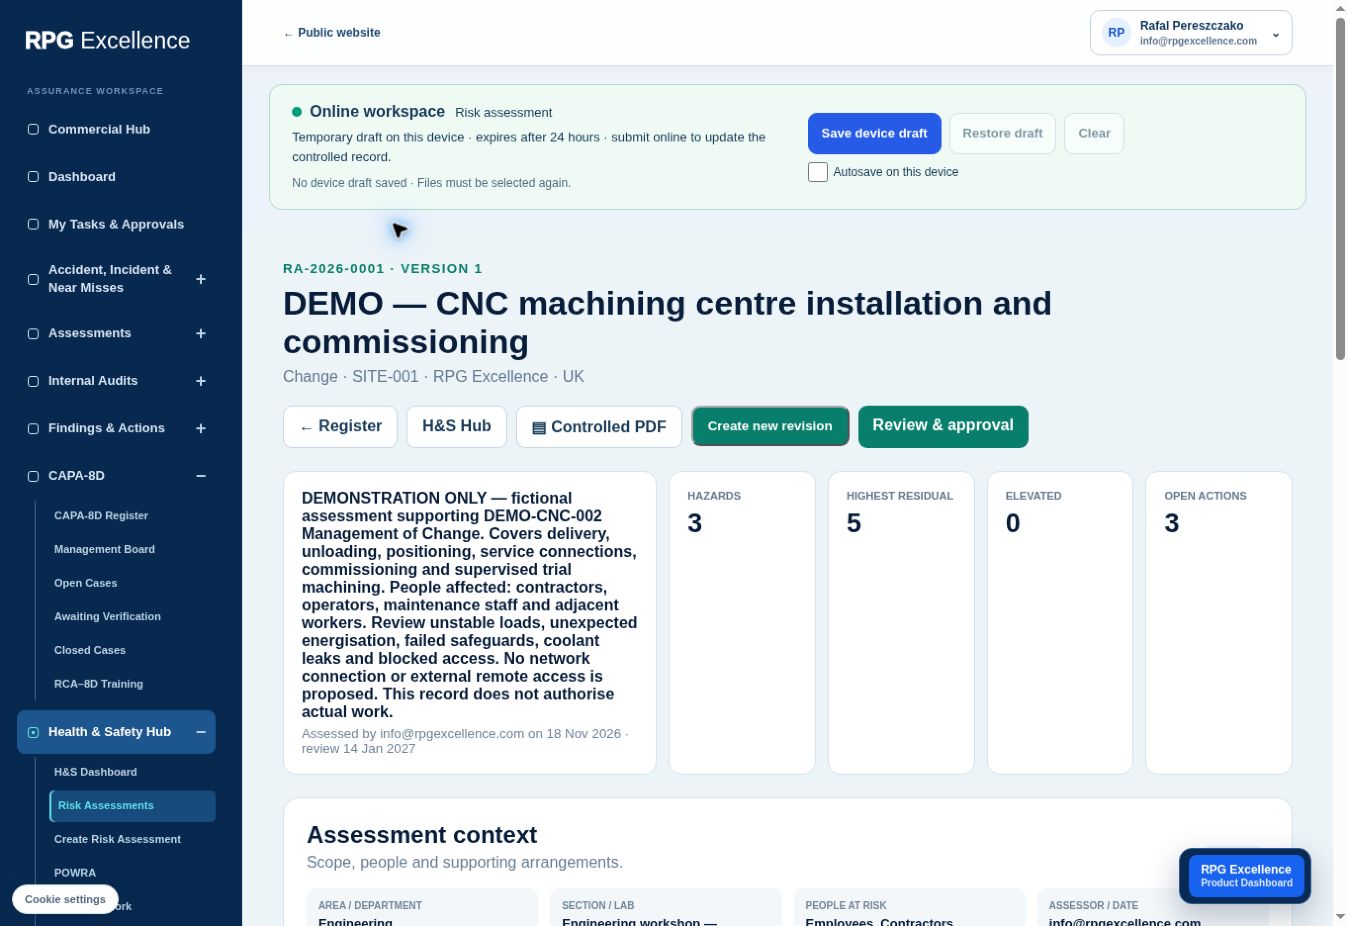 RPG Excellence
ASSURANCE WORKSPACE
Commercial Hub
Dashboard
My Tasks & Approvals
Accident, Incident &
Near Misses
Assessments
Internal Audits
Findings & Actions
CAPA-8D
CAPA-8D Register
Management Board
Open Cases
Awaiting Verification
Closed Cases
RCA–8D Training
Health & Safety Hub
H&S Dashboard
Risk Assessments
Create Risk Assessment
POWRA
Cookie settings
← Public website
RP
Rafal Pereszczako
info@rpgexcellence.com
Online workspace Risk assessment
Temporary draft on this device · expires after 24 hours · submit online to update the
controlled record.
No device draft saved · Files must be selected again.
Save device draft
Restore draft
Clear
Autosave on this device
RA-2026-0001 · VERSION 1
DEMO — CNC machining centre installation and
commissioning
Change · SITE-001 · RPG Excellence · UK
← Register
H&S Hub
Controlled PDF
Create new revision
Review & approval
DEMONSTRATION ONLY — fictional
assessment supporting DEMO-CNC-002
Management of Change. Covers delivery,
unloading, positioning, service connections,
commissioning and supervised trial
machining. People affected: contractors,
operators, maintenance staff and adjacent
workers. Review unstable loads, unexpected
energisation, failed safeguards, coolant
leaks and blocked access. No network
connection or external remote access is
proposed. This record does not authorise
actual work.
Assessed by info@rpgexcellence.com on 18 Nov 2026 ·
review 14 Jan 2027
HAZARDS
3
HIGHEST RESIDUAL
5
ELEVATED
0
OPEN ACTIONS
3
Assessment context
Scope, people and supporting arrangements.
AREA / DEPARTMENT
Engineering
SECTION / LAB
Engineering workshop —
PEOPLE AT RISK
Employees, Contractors
ASSESSOR / DATE
info@rpgexcellence.com
RPG Excellence
Product Dashboard